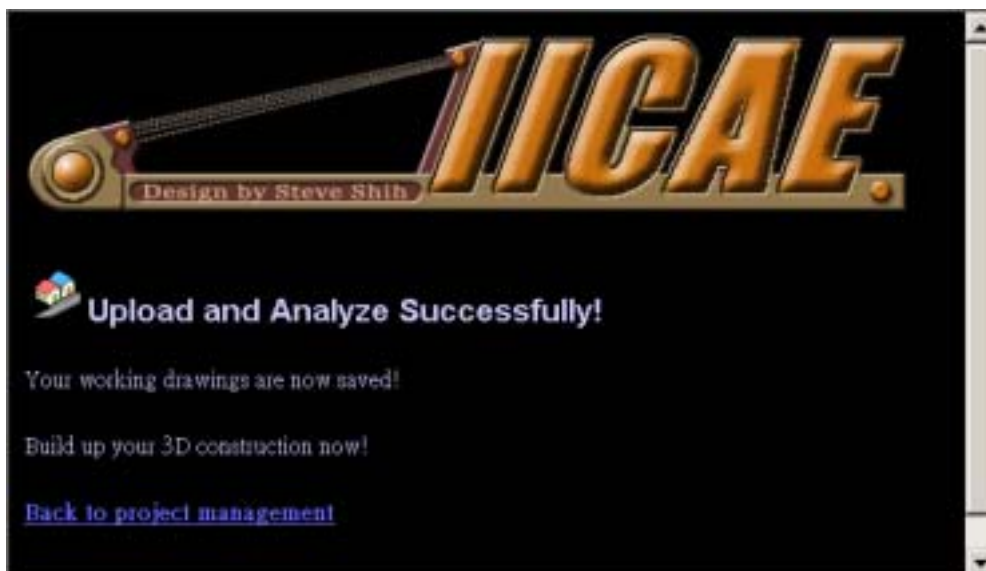 IICAE
Design by Steve Shih
Upload and Analyze Successfully!
Your working drawings are now saved!
Build up your 3D construction now!
Back to project management